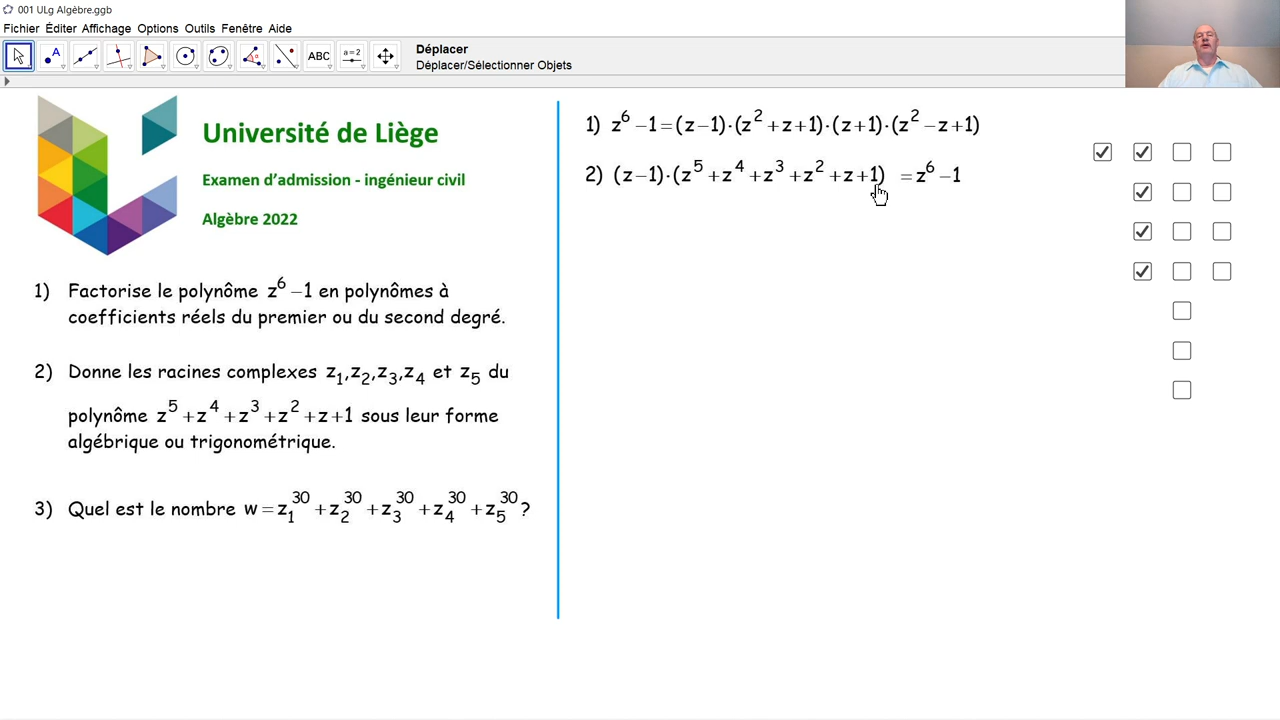 001 ULg Algèbre.ggb
Fichier Éditer Affichage Options Outils Fenêtre Aide
A ABC a=2 Déplacer
Déplacer/Sélectionner Objets
Université de Liège
Examen d'admission - ingénieur civil
Algèbre 2022
1) Factorise le polynôme z⁶ −1 en polynômes à
coefficients réels du premier ou du second degré.
2) Donne les racines complexes z₁,z₂,z₃,z₄ et z₅ du
polynôme z⁵ +z⁴ +z³ +z² +z+1 sous leur forme
algébrique ou trigonométrique.
3) Quel est le nombre w = z₁³⁰ +z₂³⁰ +z₃³⁰ +z₄³⁰ +z₅³⁰ ?
1) z⁶ −1=(z−1)·(z² +z+1)·(z+1)·(z² −z+1)
2) (z−1)·(z⁵ +z⁴ +z³ +z² +z+1) =z⁶ −1